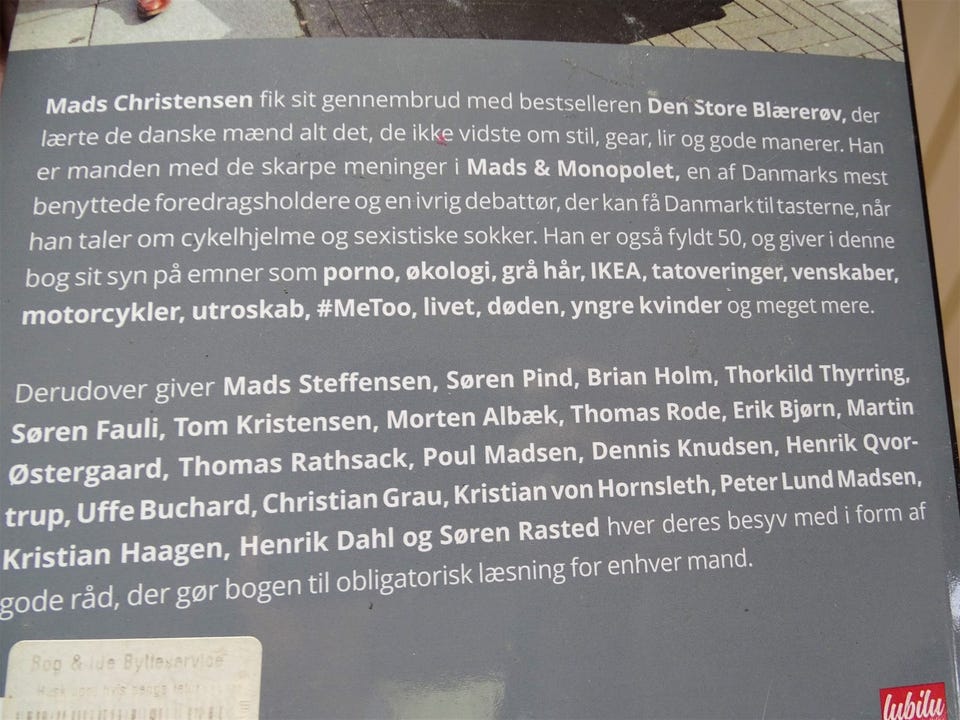 Mads Christensen fik sit gennembrud med bestselleren Den Store Blærerøv, der
lærte de danske mænd alt det, de ikke vidste om stil, gear, lir og gode manerer. Han
er manden med de skarpe meninger i Mads & Monopolet, en af Danmarks mest
benyttede foredragsholdere og en ivrig debattør, der kan få Danmark til tasterne, når
han taler om cykelhjelme og sexistiske sokker. Han er også fyldt 50, og giver i denne
bog sit syn på emner som porno, økologi, grå hår, IKEA, tatoveringer, venskaber,
motorcykler, utroskab, #MeToo, livet, døden, yngre kvinder og meget mere.
Derudover giver Mads Steffensen, Søren Pind, Brian Holm, Thorkild Thyrring,
Søren Fauli, Tom Kristensen, Morten Albæk, Thomas Rode, Erik Bjørn, Martin
Østergaard, Thomas Rathsack, Poul Madsen, Dennis Knudsen, Henrik Qvor-
trup, Uffe Buchard, Christian Grau, Kristian von Hornsleth, Peter Lund Madsen,
Kristian Haagen, Henrik Dahl og Søren Rasted hver deres besyv med i form af
gode råd, der gør bogen til obligatorisk læsning for enhver mand.
Bog & Ide Bytteservice
lubilu